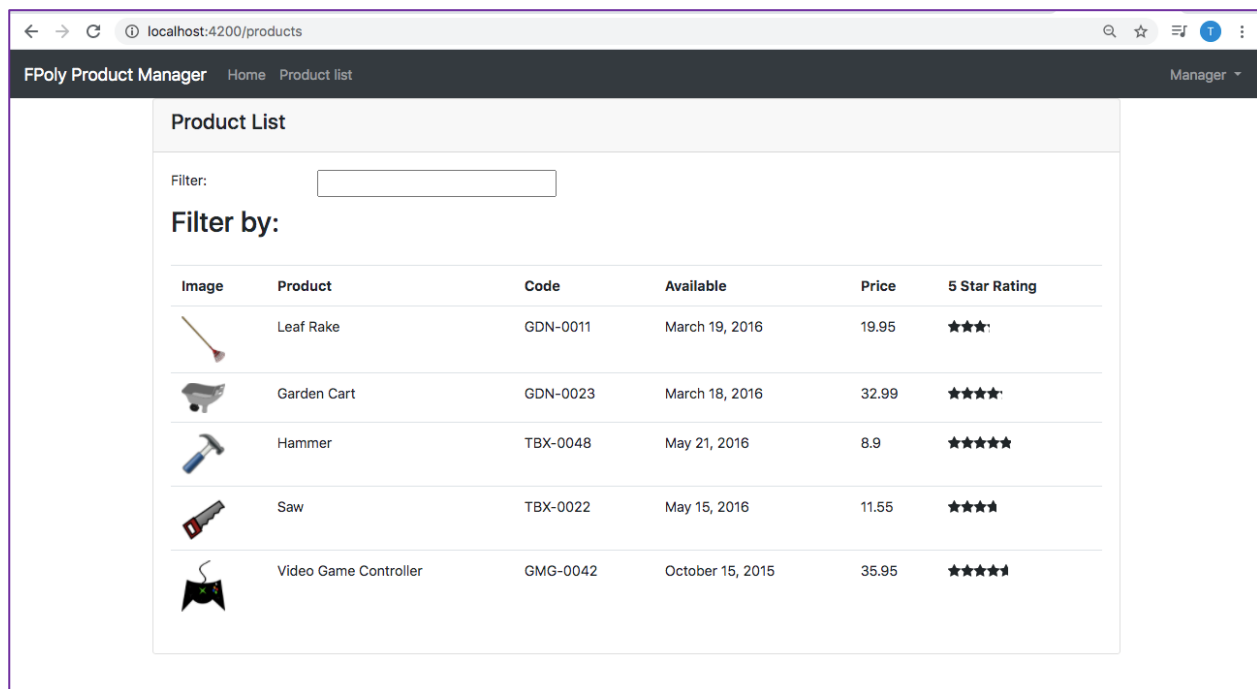 localhost:4200/products
T
FPoly Product Manager Home Product list Manager
Product List
Filter:
Filter by:
Image Product Code Available Price 5 Star Rating
Leaf Rake GDN-0011 March 19, 2016 19.95
Garden Cart GDN-0023 March 18, 2016 32.99
Hammer TBX-0048 May 21, 2016 8.9
Saw TBX-0022 May 15, 2016 11.55
Video Game Controller GMG-0042 October 15, 2015 35.95